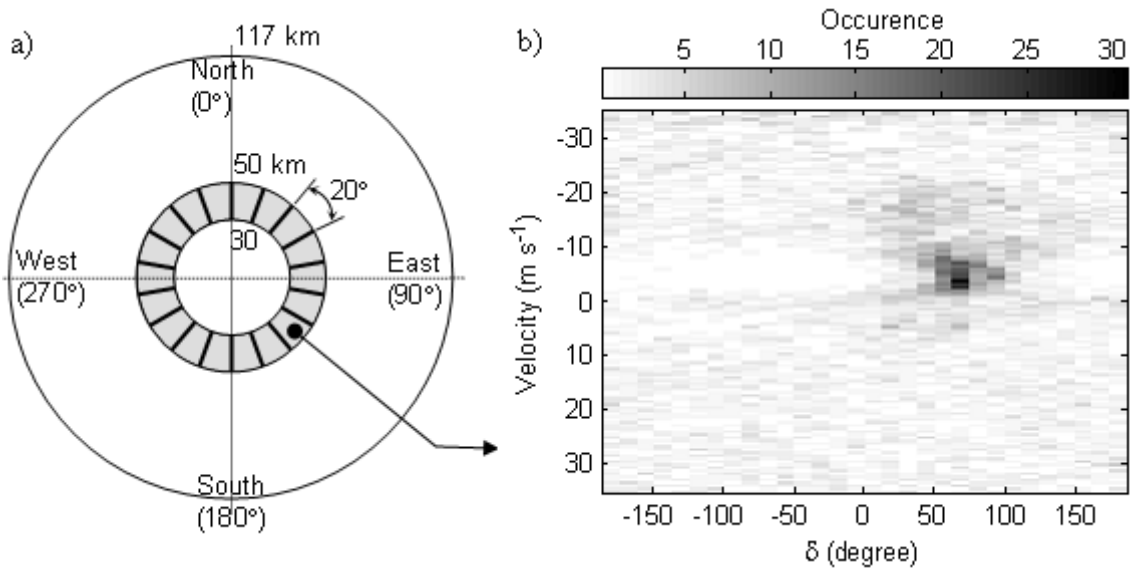 a)
117 km
North
(0°)
50 km
20°
30
West
(270°)
East
(90°)
South
(180°)
b)
Occurence
5 10 15 20 25 30
Velocity (m s⁻¹)
-30
-20
-10
0
10
20
30
-150 -100 -50 0 50 100 150
δ (degree)